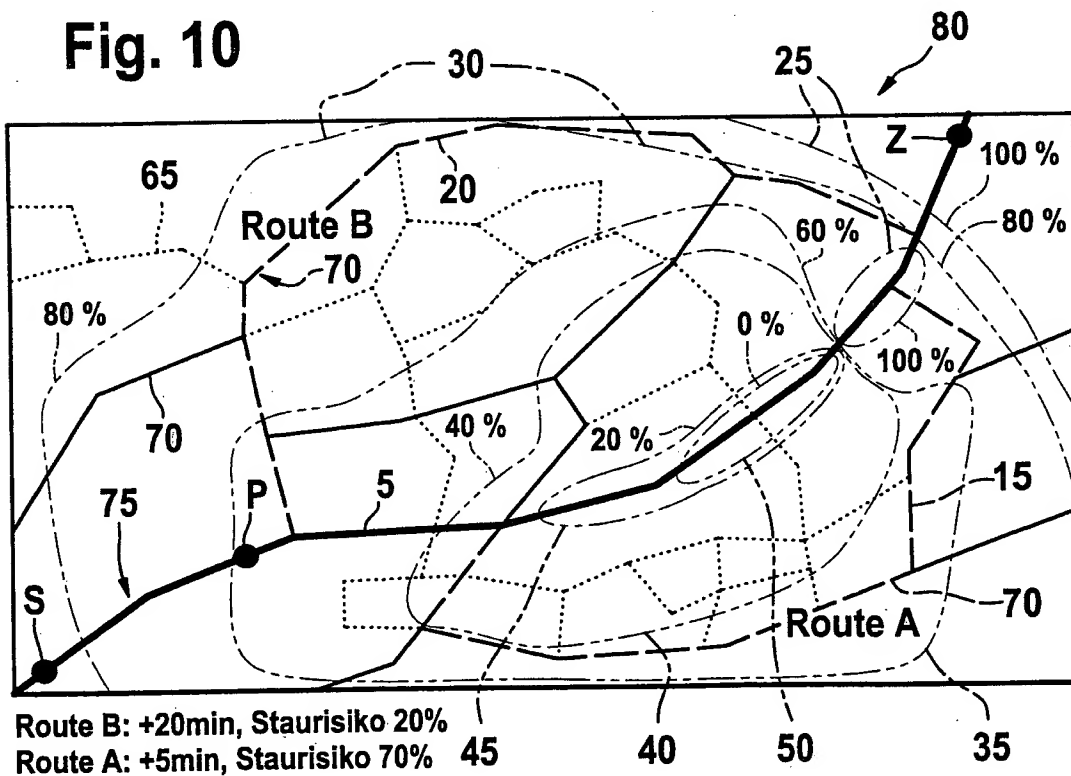 Fig. 10
80
30
25
Z
100 %
65
20
60 %
80 %
Route B
70
80 %
0 %
100 %
70
40 %
20 %
5
15
75
P
S
70
Route A
Route B: +20min, Staurisiko 20%
Route A: +5min, Staurisiko 70%
45
40
50
35